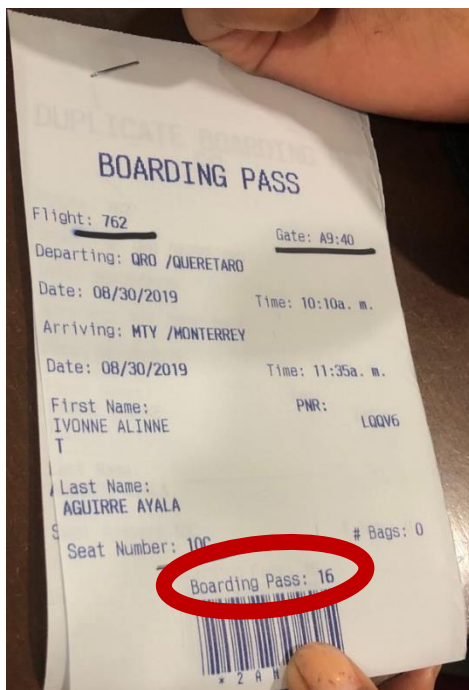 BOARDING PASS
Flight: 762
Gate: A9:40
Departing: QRO /QUERETARO
Date: 08/30/2019 Time: 10:10a. m.
Arriving: MTY /MONTERREY
Date: 08/30/2019 Time: 11:35a. m.
First Name: PNR:
IVONNE ALINNE LQQV6
T
Last Name:
AGUIRRE AYALA
Seat Number: # Bags: 0
Boarding Pass: 16